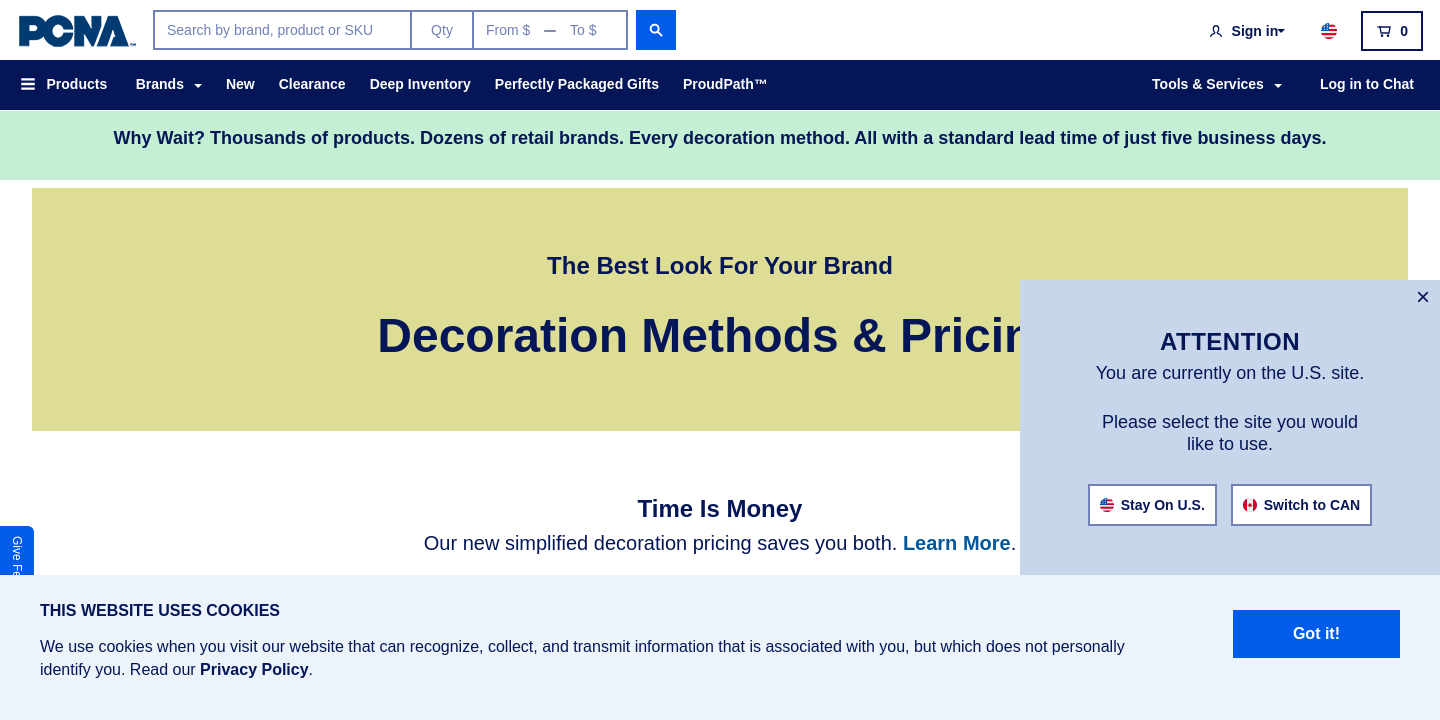 PCNA™
Search by brand, product or SKU
Qty
From $ — To $
Sign in
0
Products
Brands
New
Clearance
Deep Inventory
Perfectly Packaged Gifts
ProudPath™
Tools & Services
Log in to Chat
Why Wait? Thousands of products. Dozens of retail brands. Every decoration method. All with a standard lead time of just five business days.
The Best Look For Your Brand
Decoration Methods & Pricin
×
ATTENTION
You are currently on the U.S. site.
Please select the site you would
like to use.
Stay On U.S.
Switch to CAN
Time Is Money
Our new simplified decoration pricing saves you both. Learn More.
Give Fe
THIS WEBSITE USES COOKIES
We use cookies when you visit our website that can recognize, collect, and transmit information that is associated with you, but which does not personally
identify you. Read our Privacy Policy.
Got it!